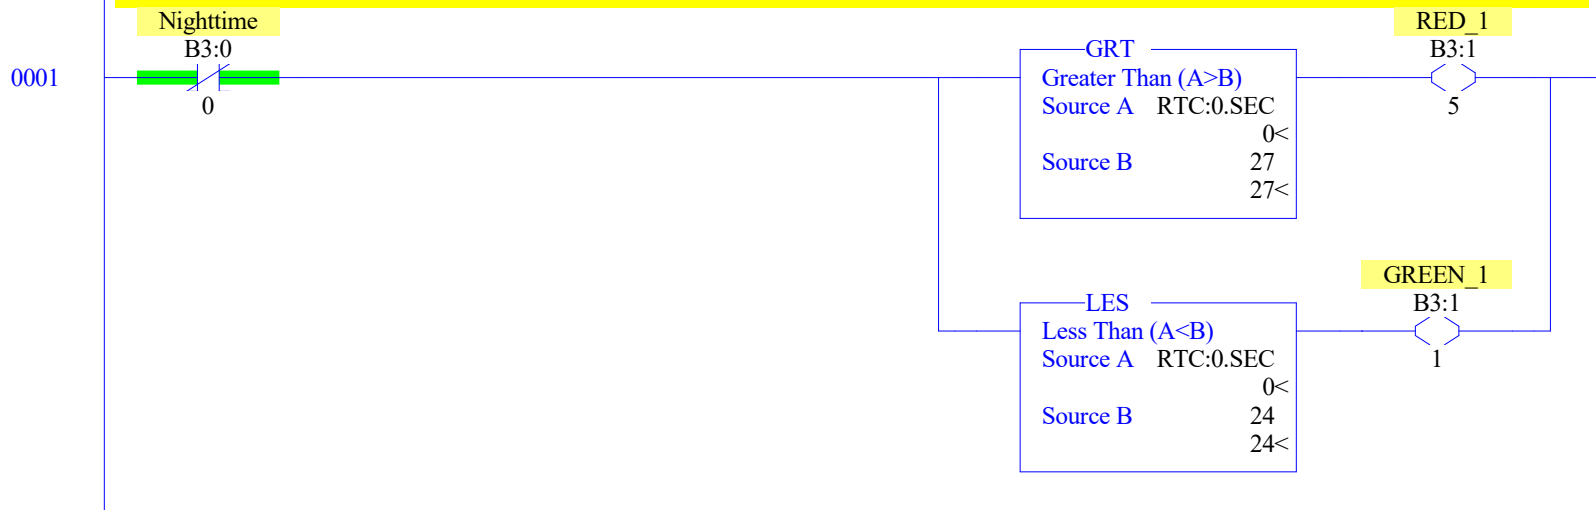 Nighttime
B3:0
0001
0
GRT
Greater Than (A>B)
Source A RTC:0.SEC
0<
Source B 27
27<
RED_1
B3:1
5
LES
Less Than (A<B)
Source A RTC:0.SEC
0<
Source B 24
24<
GREEN_1
B3:1
1